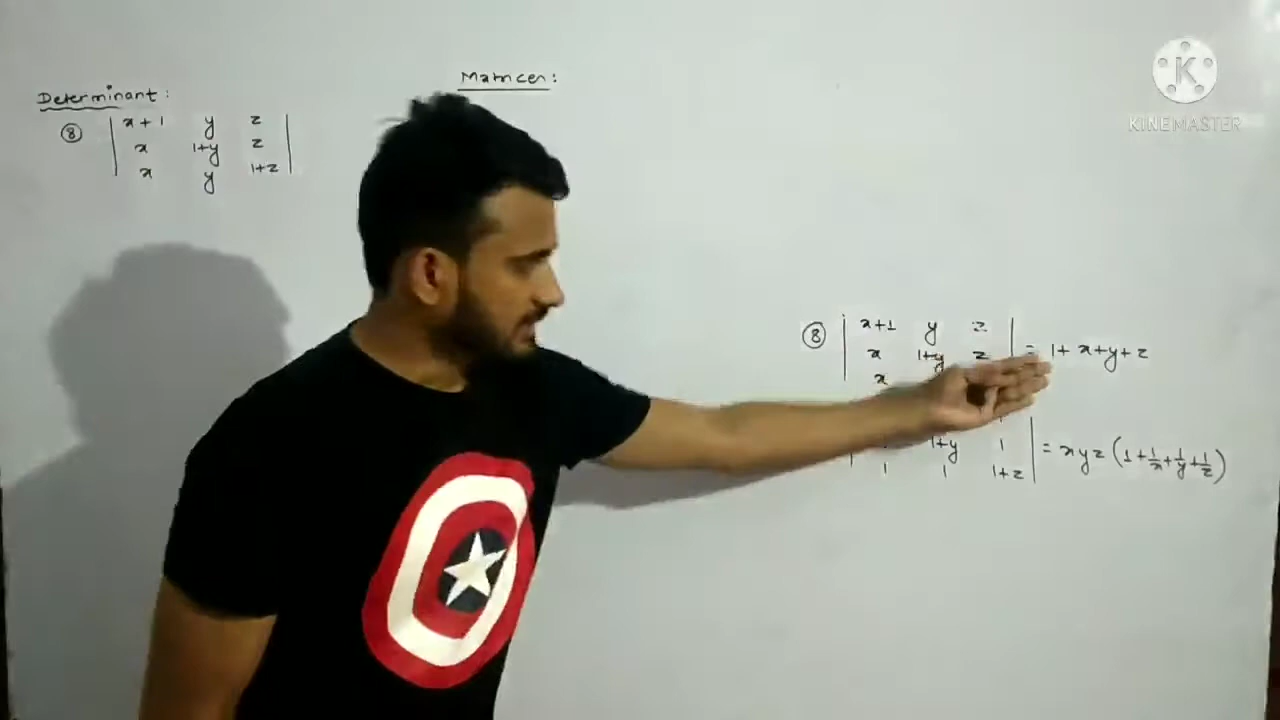 Matrices:
Determinant:
⑧ | x+1 y z |
| x 1+y z |
| x y 1+z |
KINEMASTER
⑧ | x+1 y z |
| x 1+y z | = 1+x+y+z
x
1+y 1 | = xyz (1+1/x+1/y+1/z)
1 1 1+z |